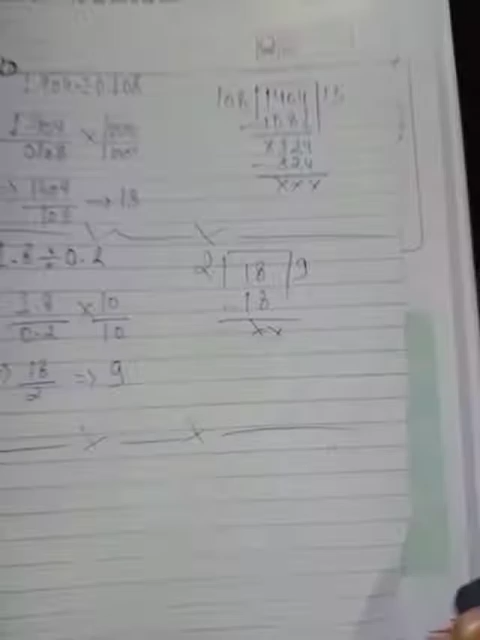 1.404÷0.108
1.404/0.108 × 1000/1000
⇒ 1404/108 → 13
108 | 1404 | 13
- 108
× 324
- 324
× × ×
1.8÷0.2
1.8/0.2 × 10/10
⇒ 18/2 ⇒ 9
2 | 18 | 9
- 18
× ×